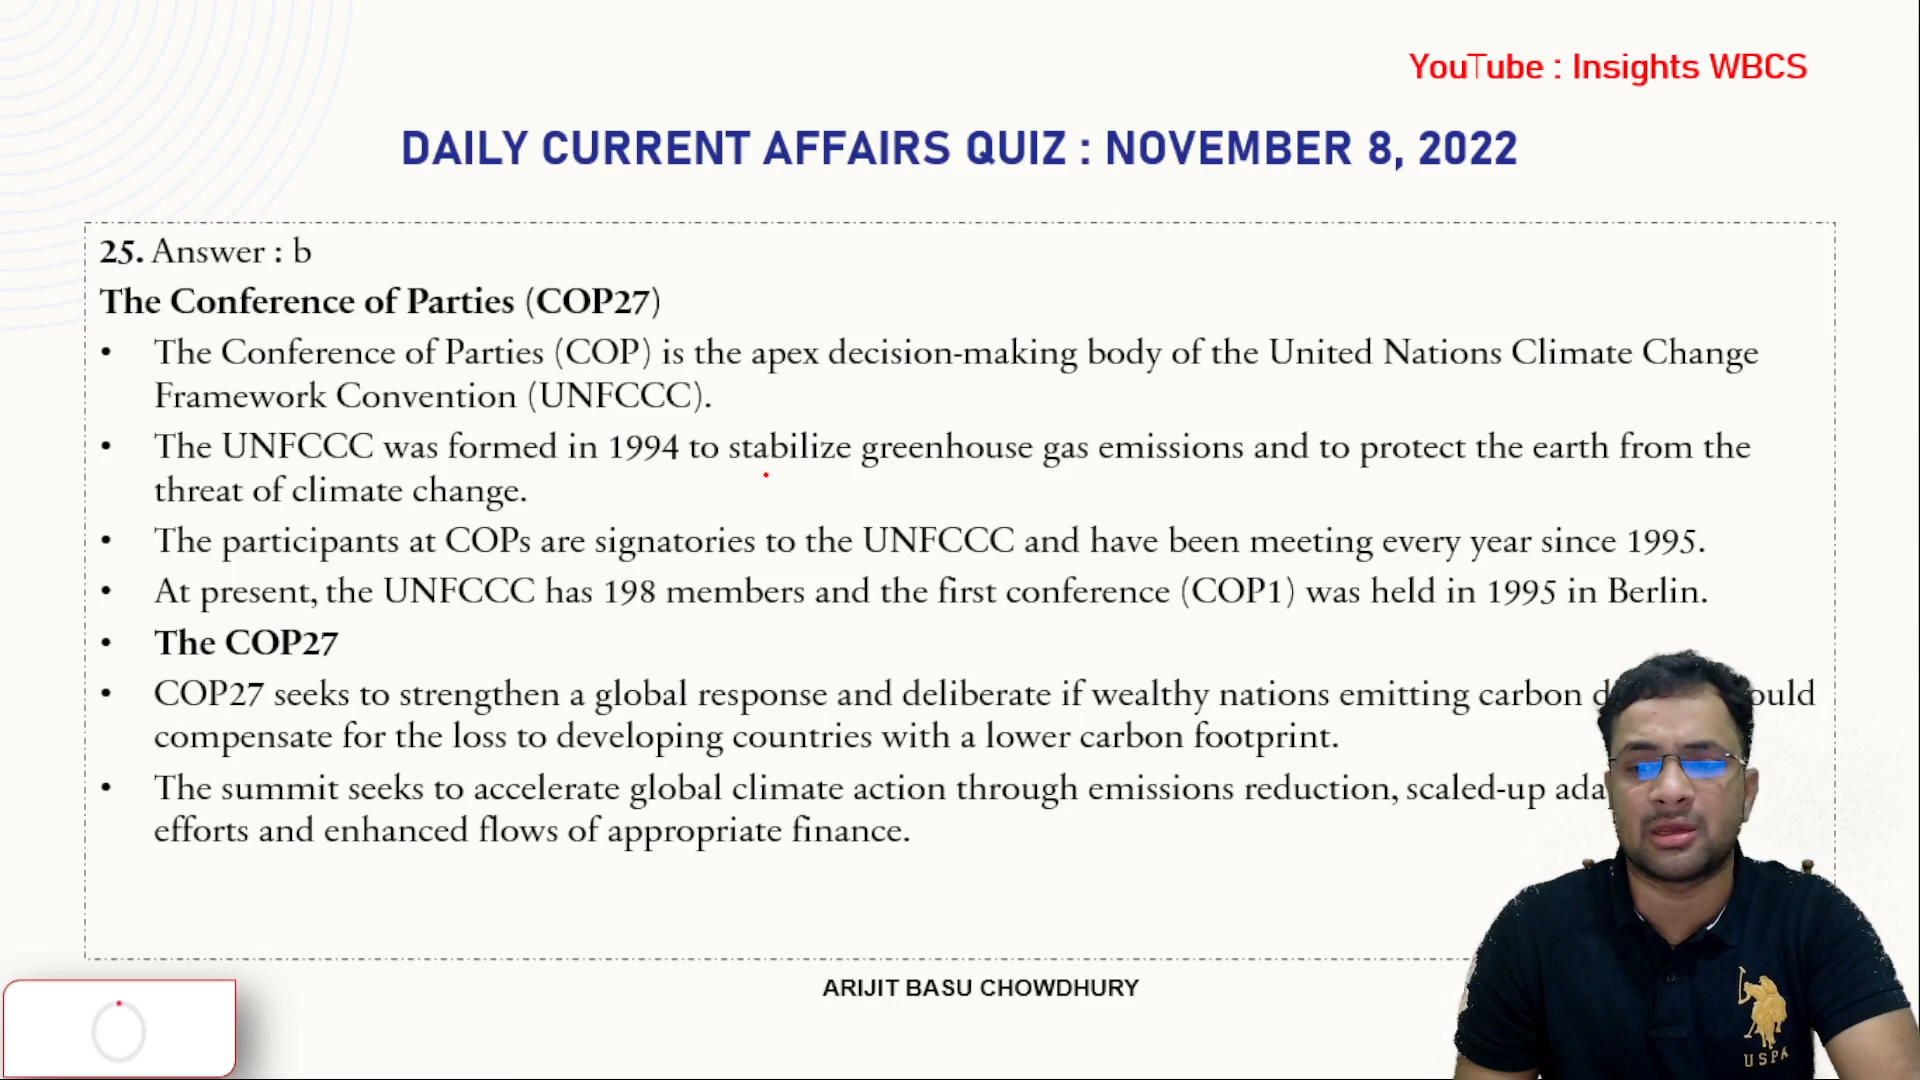 YouTube : Insights WBCS
DAILY CURRENT AFFAIRS QUIZ : NOVEMBER 8, 2022
25. Answer : b
The Conference of Parties (COP27)
• The Conference of Parties (COP) is the apex decision-making body of the United Nations Climate Change
Framework Convention (UNFCCC).
• The UNFCCC was formed in 1994 to stabilize greenhouse gas emissions and to protect the earth from the
threat of climate change.
• The participants at COPs are signatories to the UNFCCC and have been meeting every year since 1995.
• At present, the UNFCCC has 198 members and the first conference (COP1) was held in 1995 in Berlin.
• The COP27
• COP27 seeks to strengthen a global response and deliberate if wealthy nations emitting carbon
compensate for the loss to developing countries with a lower carbon footprint.
• The summit seeks to accelerate global climate action through emissions reduction, scaled-up
efforts and enhanced flows of appropriate finance.
ARIJIT BASU CHOWDHURY
USPA